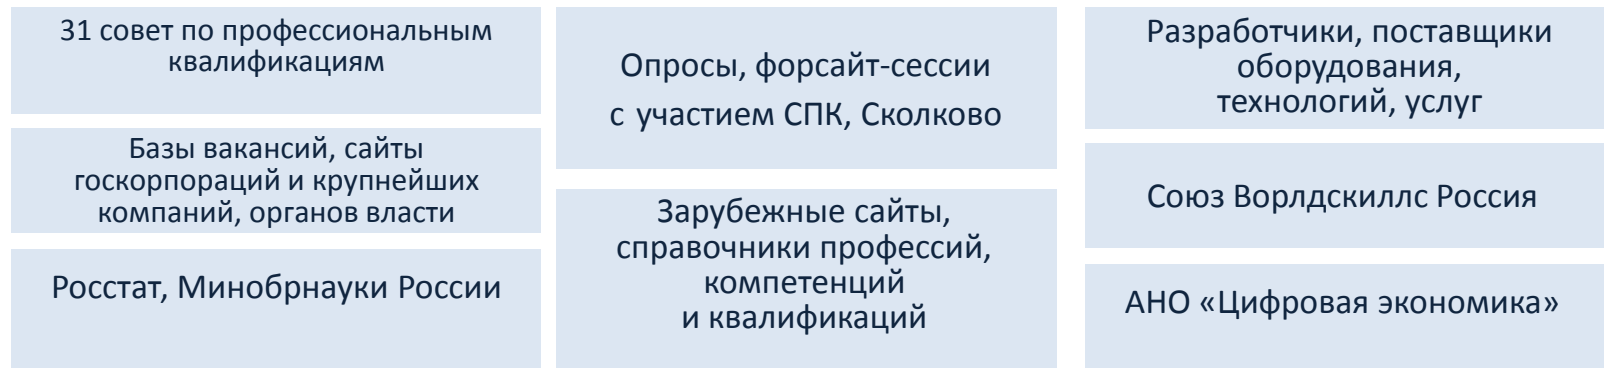 31 совет по профессиональным
квалификациям
Базы вакансий, сайты
госкорпораций и крупнейших
компаний, органов власти
Росстат, Минобрнауки России
Опросы, форсайт-сессии
с участием СПК, Сколково
Зарубежные сайты,
справочники профессий,
компетенций
и квалификаций
Разработчики, поставщики
оборудования,
технологий, услуг
Союз Ворлдскиллс Россия
АНО «Цифровая экономика»